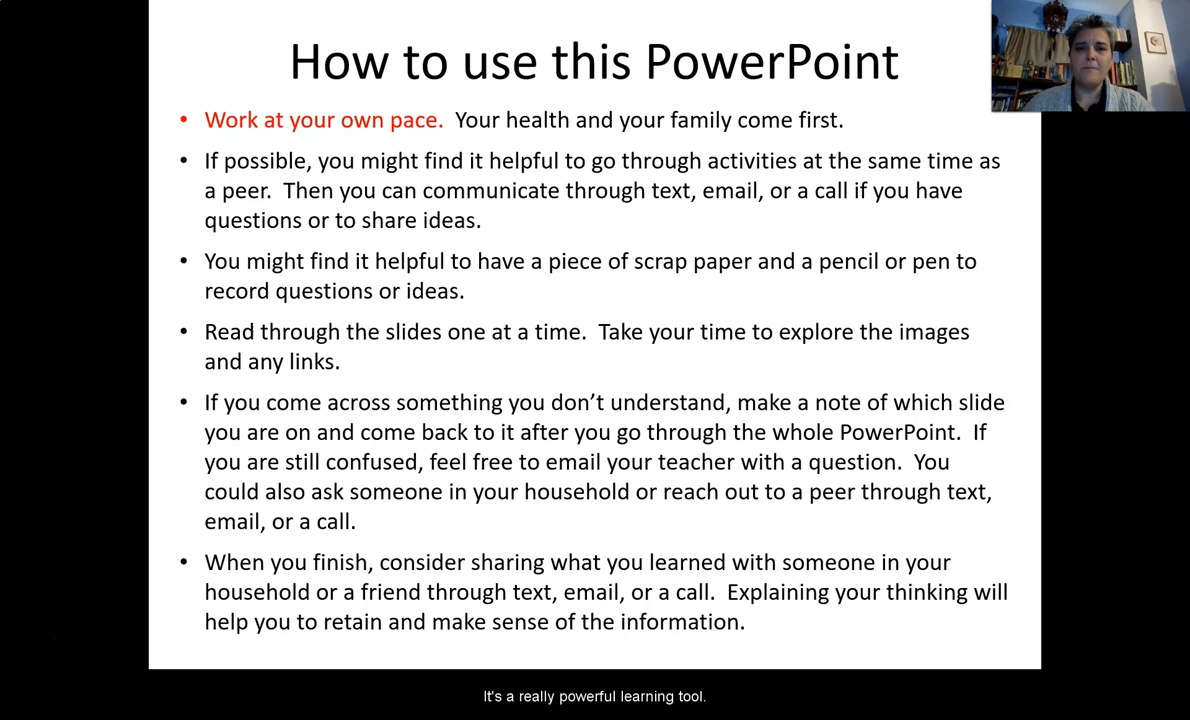 How to use this PowerPoint
• Work at your own pace.  Your health and your family come first.
• If possible, you might find it helpful to go through activities at the same time as
a peer.  Then you can communicate through text, email, or a call if you have
questions or to share ideas.
• You might find it helpful to have a piece of scrap paper and a pencil or pen to
record questions or ideas.
• Read through the slides one at a time.  Take your time to explore the images
and any links.
• If you come across something you don’t understand, make a note of which slide
you are on and come back to it after you go through the whole PowerPoint.  If
you are still confused, feel free to email your teacher with a question.  You
could also ask someone in your household or reach out to a peer through text,
email, or a call.
• When you finish, consider sharing what you learned with someone in your
household or a friend through text, email, or a call.  Explaining your thinking will
help you to retain and make sense of the information.
It's a really powerful learning tool.